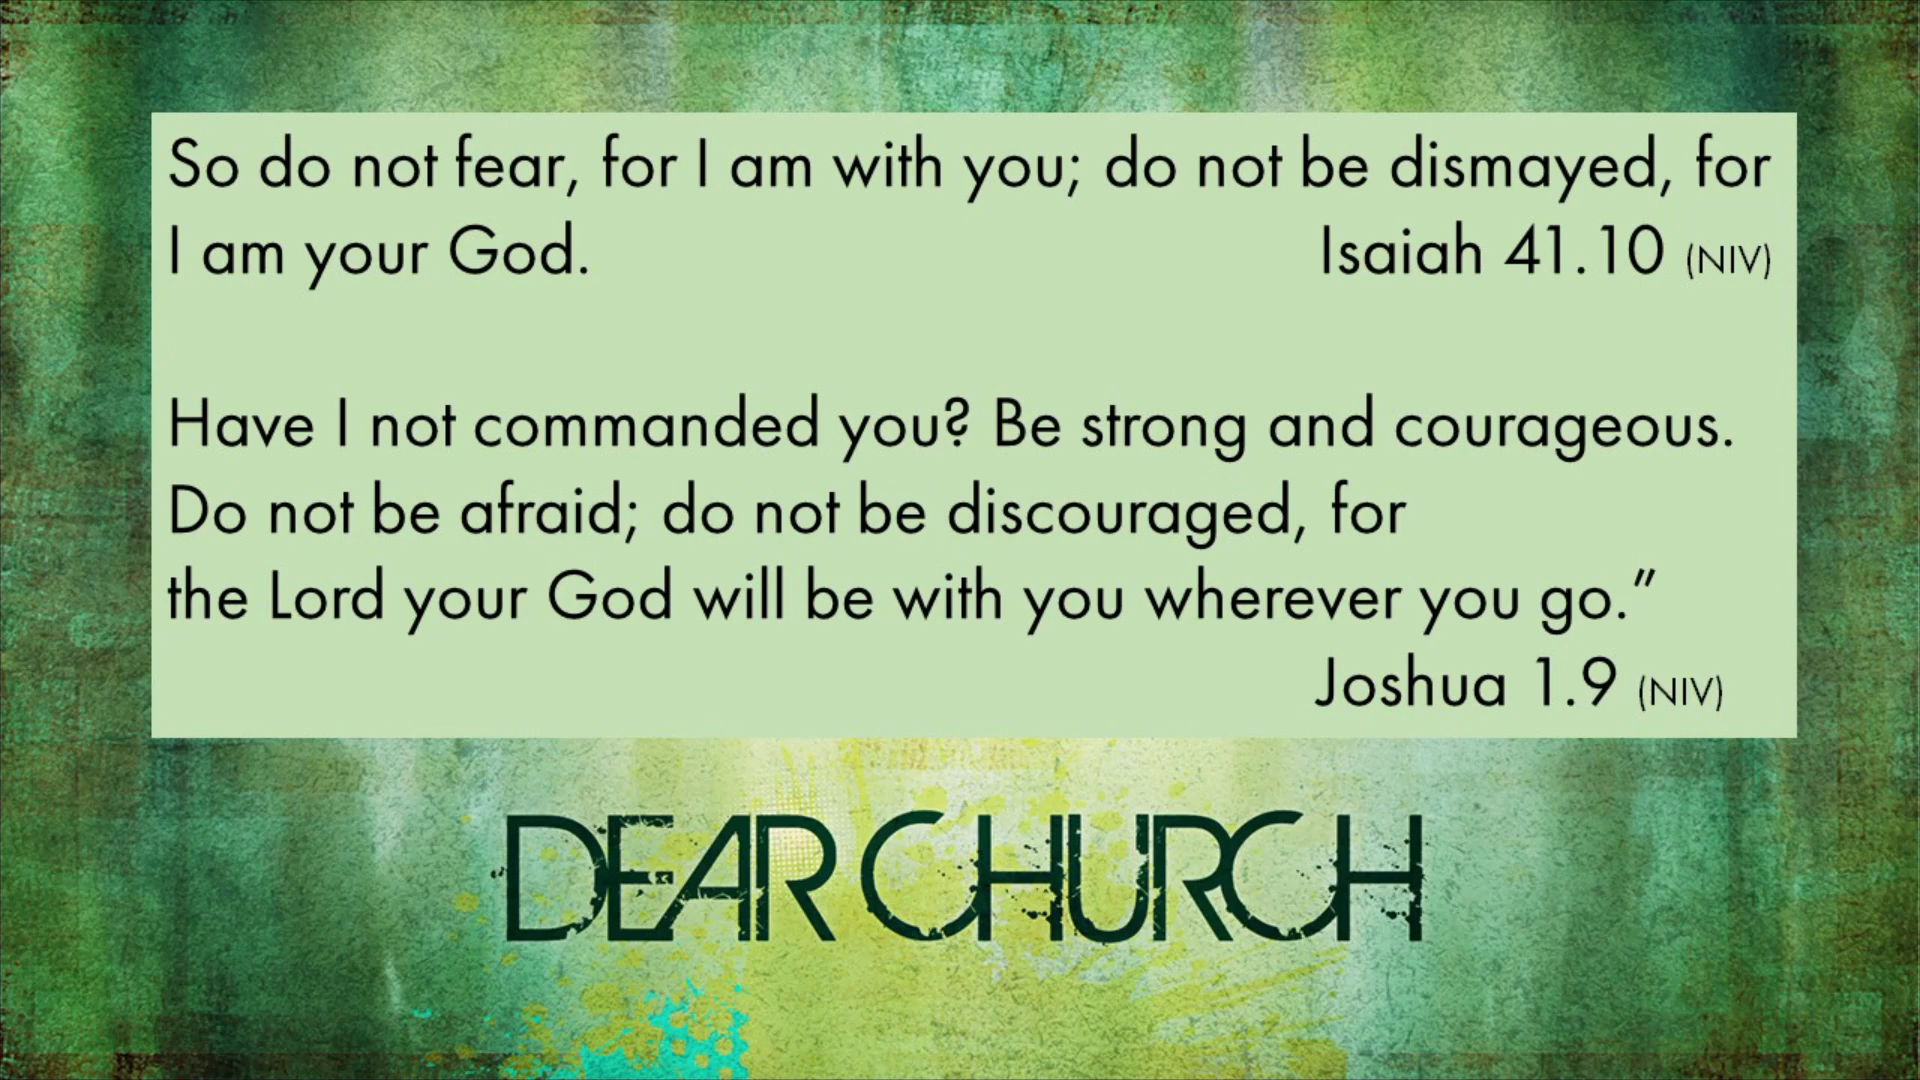 So do not fear, for I am with you; do not be dismayed, for
I am your God. Isaiah 41.10 (NIV)
Have I not commanded you? Be strong and courageous.
Do not be afraid; do not be discouraged, for
the Lord your God will be with you wherever you go.”
Joshua 1.9 (NIV)
DEAR CHURCH